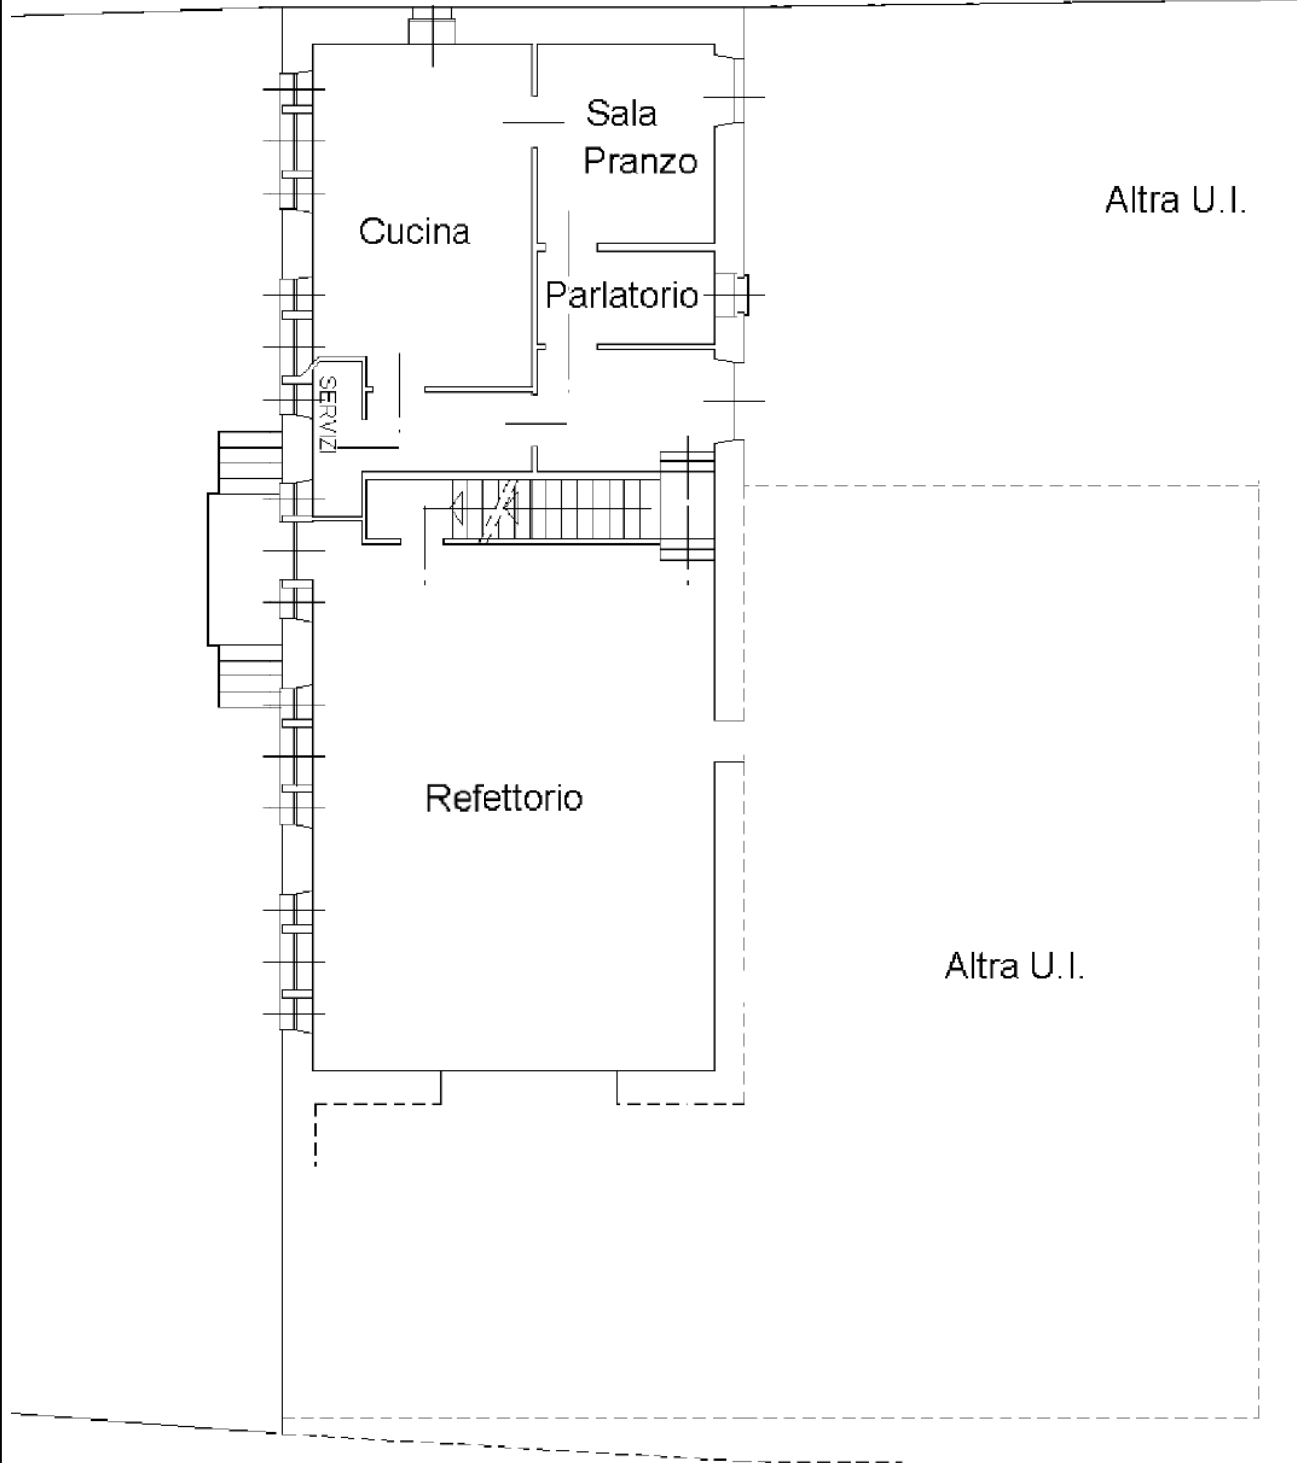 Sala
Pranzo
Altra U.I.
Cucina
Parlatorio
SERVIZI
Refettorio
Altra U.I.